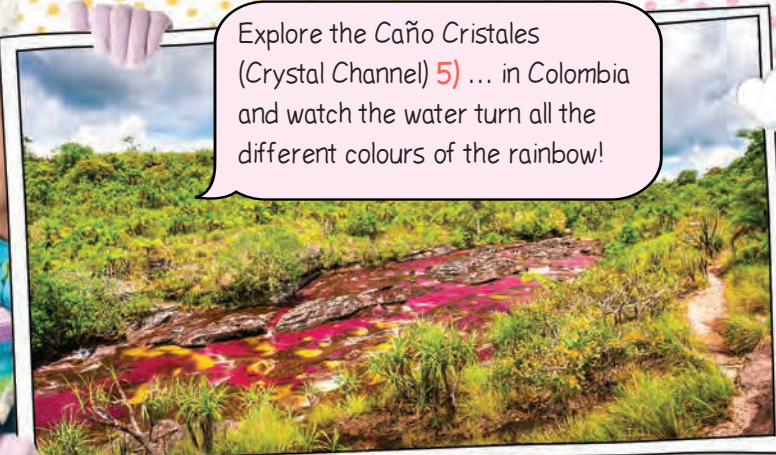 Explore the Caño Cristales
(Crystal Channel) 5) ... in Colombia
and watch the water turn all the
different colours of the rainbow!